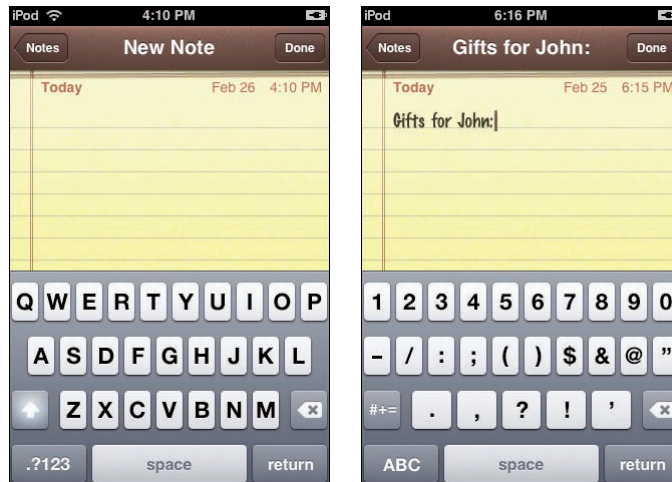 iPod 4:10 PM
Notes New Note Done
Today Feb 26 4:10 PM
Q W E R T Y U I O P
A S D F G H J K L
Z X C V B N M
.?123 space return
iPod 6:16 PM
Notes Gifts for John: Done
Today Feb 25 6:15 PM
Gifts for John:
1 2 3 4 5 6 7 8 9 0
- / : ; ( ) $ & @ "
#+= . , ? ! '
ABC space return